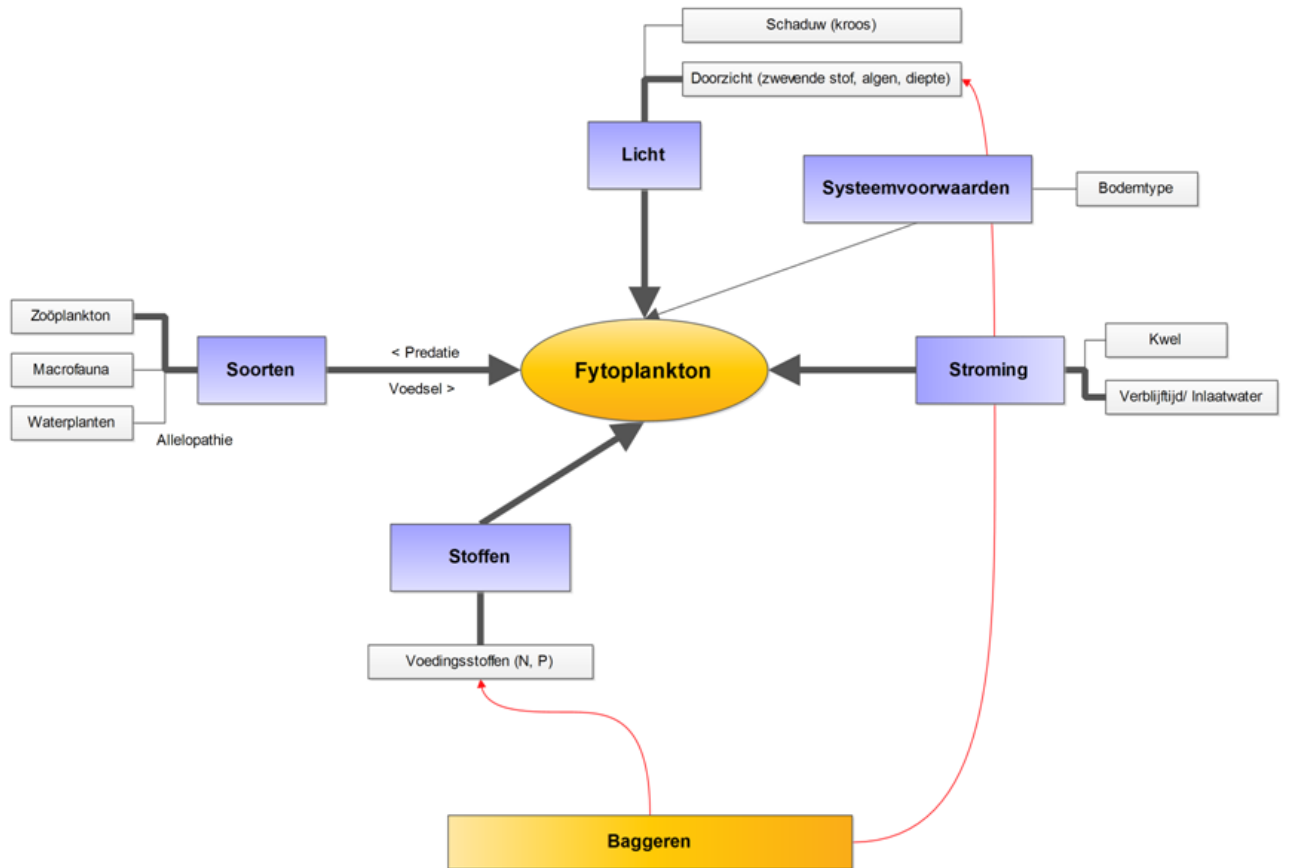 Schaduw (kroos)
Doorzicht (zwevende stof, algen, diepte)
Licht
Systeemvoorwaarden
Bodemtype
Zoöplankton
Macrofauna
Waterplanten
Allelopathie
Soorten
< Predatie
Voedsel >
Fytoplankton
Stroming
Kwel
Verblijftijd/ Inlaatwater
Stoffen
Voedingsstoffen (N, P)
Baggeren